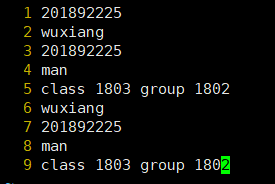 1 201892225
2 wuxiang
3 201892225
4 man
5 class 1803 group 1802
6 wuxiang
7 201892225
8 man
9 class 1803 group 1802